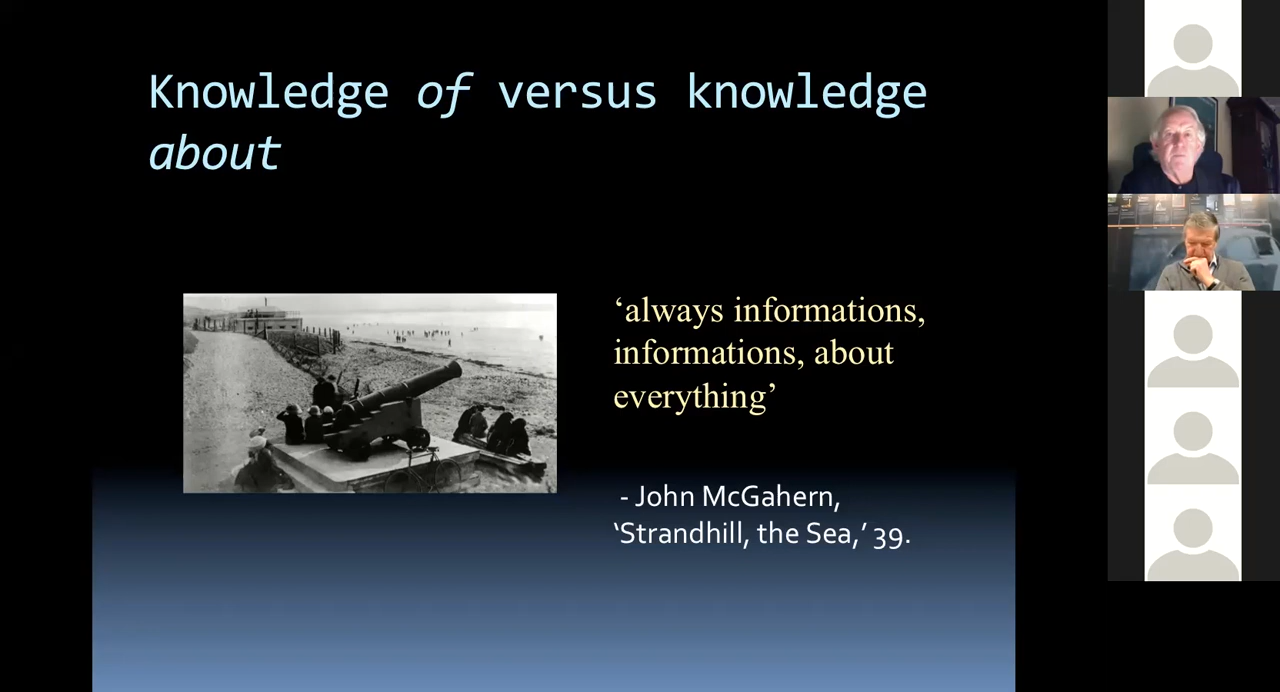 Knowledge of versus knowledge
about
‘always informations,
informations, about
everything’
- John McGahern,
‘Strandhill, the Sea,’ 39.